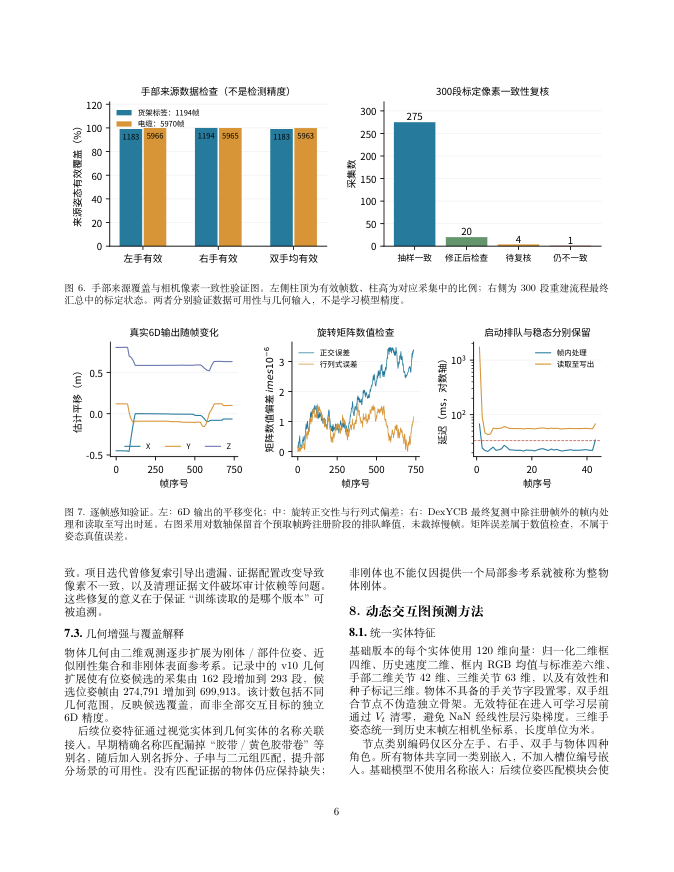 手部来源数据检查（不是检测精度）
来源姿态有效覆盖（%）
120
100
80
60
40
20
0
货架标签：1194帧
电缆：5970帧
1183 5966
1194 5965
1183 5963
左手有效 右手有效 双手均有效
300段标定像素一致性复核
采集数
300
250
200
150
100
50
0
275
20
4
1
抽样一致 修正后检查 待复核 仍不一致
图 6. 手部来源覆盖与相机像素一致性验证图。左侧柱顶为有效帧数，柱高为对应采集中的比例；右侧为 300 段重建流程最终
汇总中的标定状态。两者分别验证数据可用性与几何输入，不是学习模型精度。
真实6D输出随帧变化
估计平移（m）
0.5
0.0
-0.5
X Y Z
0 250 500 750
帧序号
旋转矩阵数值检查
矩阵数值偏差 imes10⁻⁶
3
2
1
0
正交误差
行列式误差
0 250 500 750
帧序号
启动排队与稳态分别保留
延迟（ms，对数轴）
10³
10²
帧内处理
读取至写出
0 20 40
帧序号
图 7. 逐帧感知验证。左：6D 输出的平移变化；中：旋转正交性与行列式偏差；右：DexYCB 最终复测中除注册帧外的帧内处
理和读取至写出时延。右图采用对数轴保留首个预取帧跨注册阶段的排队峰值，未裁掉慢帧。矩阵误差属于数值检查，不属于
姿态真值误差。
致。项目迭代曾修复索引导出遗漏、证据配置改变导致
像素不一致，以及清理证据文件破坏审计依赖等问题。
这些修复的意义在于保证“训练读取的是哪个版本”可
被追溯。
7.3. 几何增强与覆盖解释
物体几何由二维观测逐步扩展为刚体 / 部件位姿、近
似刚性集合和非刚体表面参考系。记录中的 v10 几何
扩展使有位姿候选的采集由 162 段增加到 293 段，候
选位姿帧由 274,791 增加到 699,913。该计数包括不同
几何范围，反映候选覆盖，而非全部交互目标的独立
6D 精度。
后续位姿特征通过视觉实体到几何实体的名称关联
接入。早期精确名称匹配漏掉“胶带 / 黄色胶带卷”等
别名，随后加入别名拆分、子串与二元组匹配，提升部
分场景的可用性。没有匹配证据的物体仍应保持缺失；
非刚体也不能仅因提供一个局部参考系就被称为整物
体刚体。
8. 动态交互图预测方法
8.1. 统一实体特征
基础版本的每个实体使用 120 维向量：归一化二维框
四维、历史速度二维、框内 RGB 均值与标准差六维、
手部二维关节 42 维、三维关节 63 维，以及有效性和
种子标记三维。物体不具备的手关节字段置零，双手组
合节点不伪造独立骨架。无效特征在进入可学习层前
通过 Vₜ 清零，避免 NaN 经线性层污染梯度。三维手
姿态统一到历史末帧左相机坐标系，长度单位为米。
节点类别编码仅区分左手、右手、双手与物体四种
角色。所有物体共享同一类别嵌入，不加入槽位编号嵌
入。基础模型不使用名称嵌入；后续位姿匹配模块会使
6